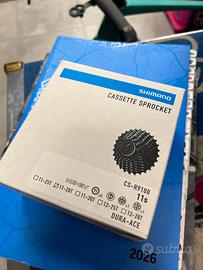 SHIMANO
CASSETTE SPROCKET
CS-R9100
11s
11-25T
11-28T
11-30T
12-25T
12-28T
DURA-ACE
2026
subito